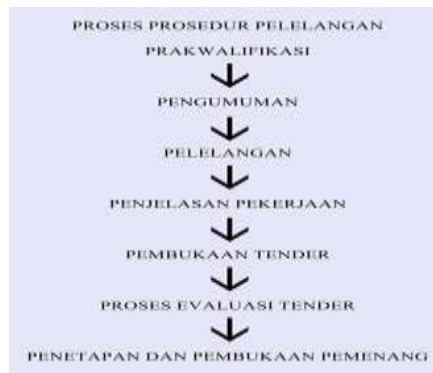 PROSES PROSEDUR PELELANGAN
PRAKWALIFIKASI
PENGUMUMAN
PELELANGAN
PENJELASAN PEKERJAAN
PEMBUKAAN TENDER
PROSES EVALUASI TENDER
PENETAPAN DAN PEMBUKAAN PEMENANG